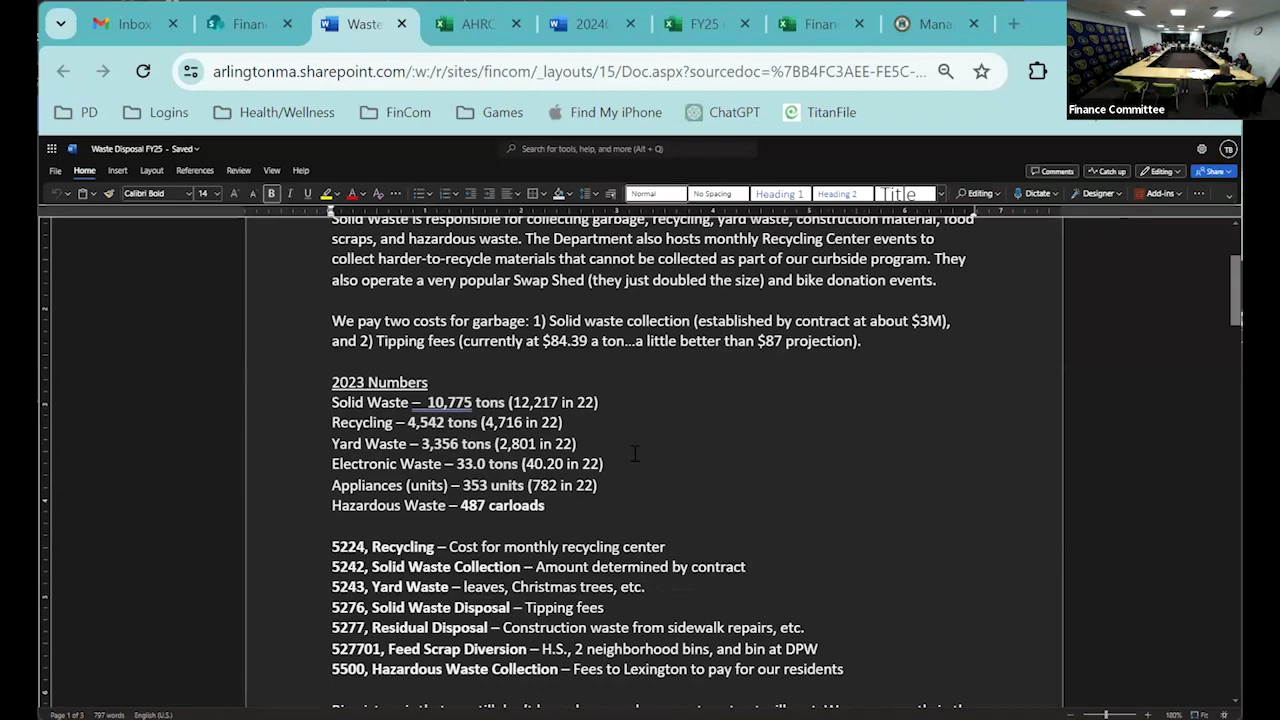 Inbox
Financ
Waste
AHRC
2024
FY25
Financ
Mana
arlingtonma.sharepoint.com/:w:/r/sites/fincom/_layouts/15/Doc.aspx?sourcedoc=%7BB4FC3AEE-FE5C-...
PD
Logins
Health/Wellness
FinCom
Games
Find My iPhone
ChatGPT
TitanFile
Finance Committee
Waste Disposal FY25 - Saved
Search for tools, help, and more (Alt + Q)
TB
File Home Insert Layout References Review View Help
Comments Catch up Editing Share
Calibri Bold 14 B I U A Normal No Spacing Heading 1 Heading 2 Title Editing Dictate Designer Add-ins
Solid Waste is responsible for collecting garbage, recycling, yard waste, construction material, food
scraps, and hazardous waste. The Department also hosts monthly Recycling Center events to
collect harder-to-recycle materials that cannot be collected as part of our curbside program. They
also operate a very popular Swap Shed (they just doubled the size) and bike donation events.
We pay two costs for garbage: 1) Solid waste collection (established by contract at about $3M),
and 2) Tipping fees (currently at $84.39 a ton...a little better than $87 projection).
2023 Numbers
Solid Waste – 10,775 tons (12,217 in 22)
Recycling – 4,542 tons (4,716 in 22)
Yard Waste – 3,356 tons (2,801 in 22)
Electronic Waste – 33.0 tons (40.20 in 22)
Appliances (units) – 353 units (782 in 22)
Hazardous Waste – 487 carloads
5224, Recycling – Cost for monthly recycling center
5242, Solid Waste Collection – Amount determined by contract
5243, Yard Waste – leaves, Christmas trees, etc.
5276, Solid Waste Disposal – Tipping fees
5277, Residual Disposal – Construction waste from sidewalk repairs, etc.
527701, Feed Scrap Diversion – H.S., 2 neighborhood bins, and bin at DPW
5500, Hazardous Waste Collection – Fees to Lexington to pay for our residents
Page 1 of 3 797 words English (U.S.) 180% Fit